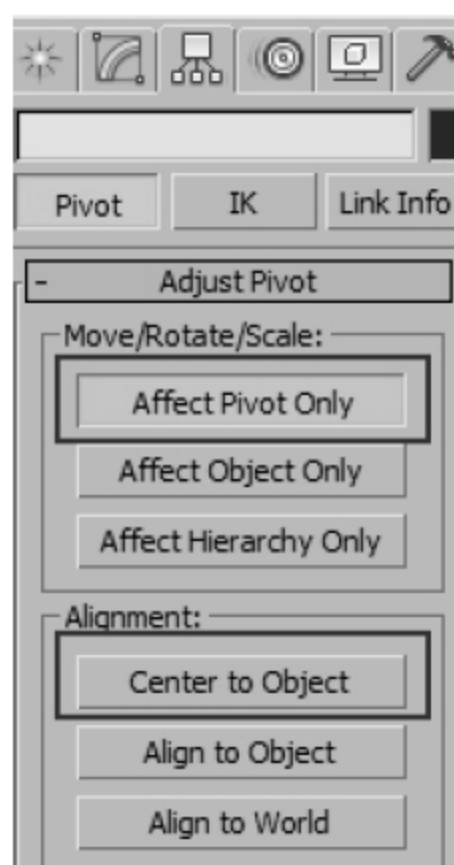 Pivot IK Link Info
- Adjust Pivot
Move/Rotate/Scale:
Affect Pivot Only
Affect Object Only
Affect Hierarchy Only
Alignment:
Center to Object
Align to Object
Align to World